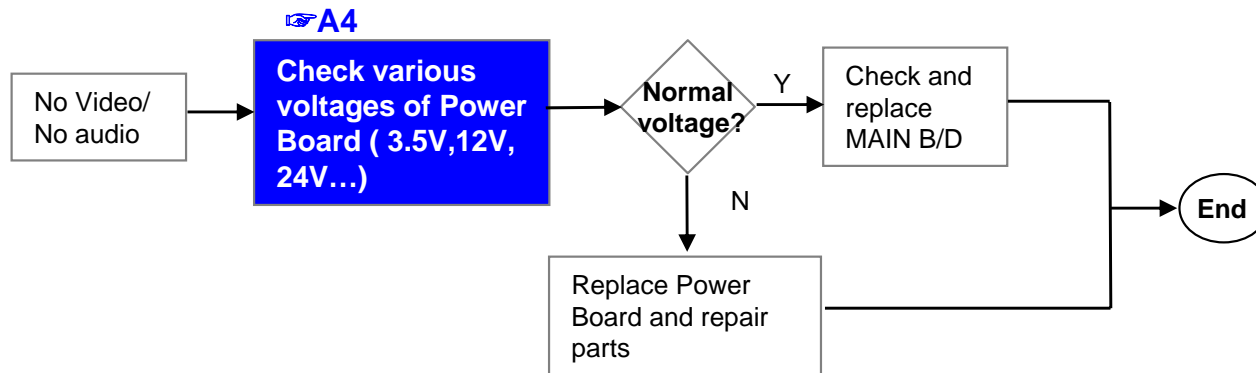 ☞A4
No Video/
No audio
Check various
voltages of Power
Board ( 3.5V,12V,
24V…)
Normal
voltage?
Y
Check and
replace
MAIN B/D
N
Replace Power
Board and repair
parts
End